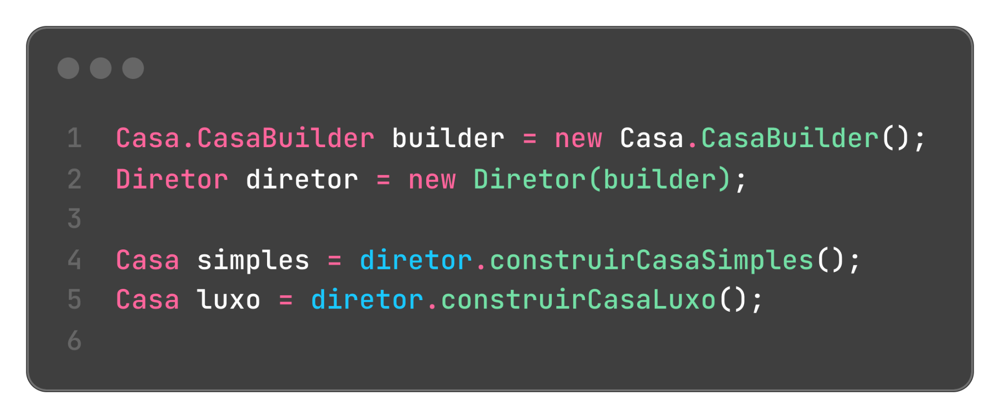 1 Casa.CasaBuilder builder = new Casa.CasaBuilder();
2 Diretor diretor = new Diretor(builder);
3
4 Casa simples = diretor.construirCasaSimples();
5 Casa luxo = diretor.construirCasaLuxo();
6